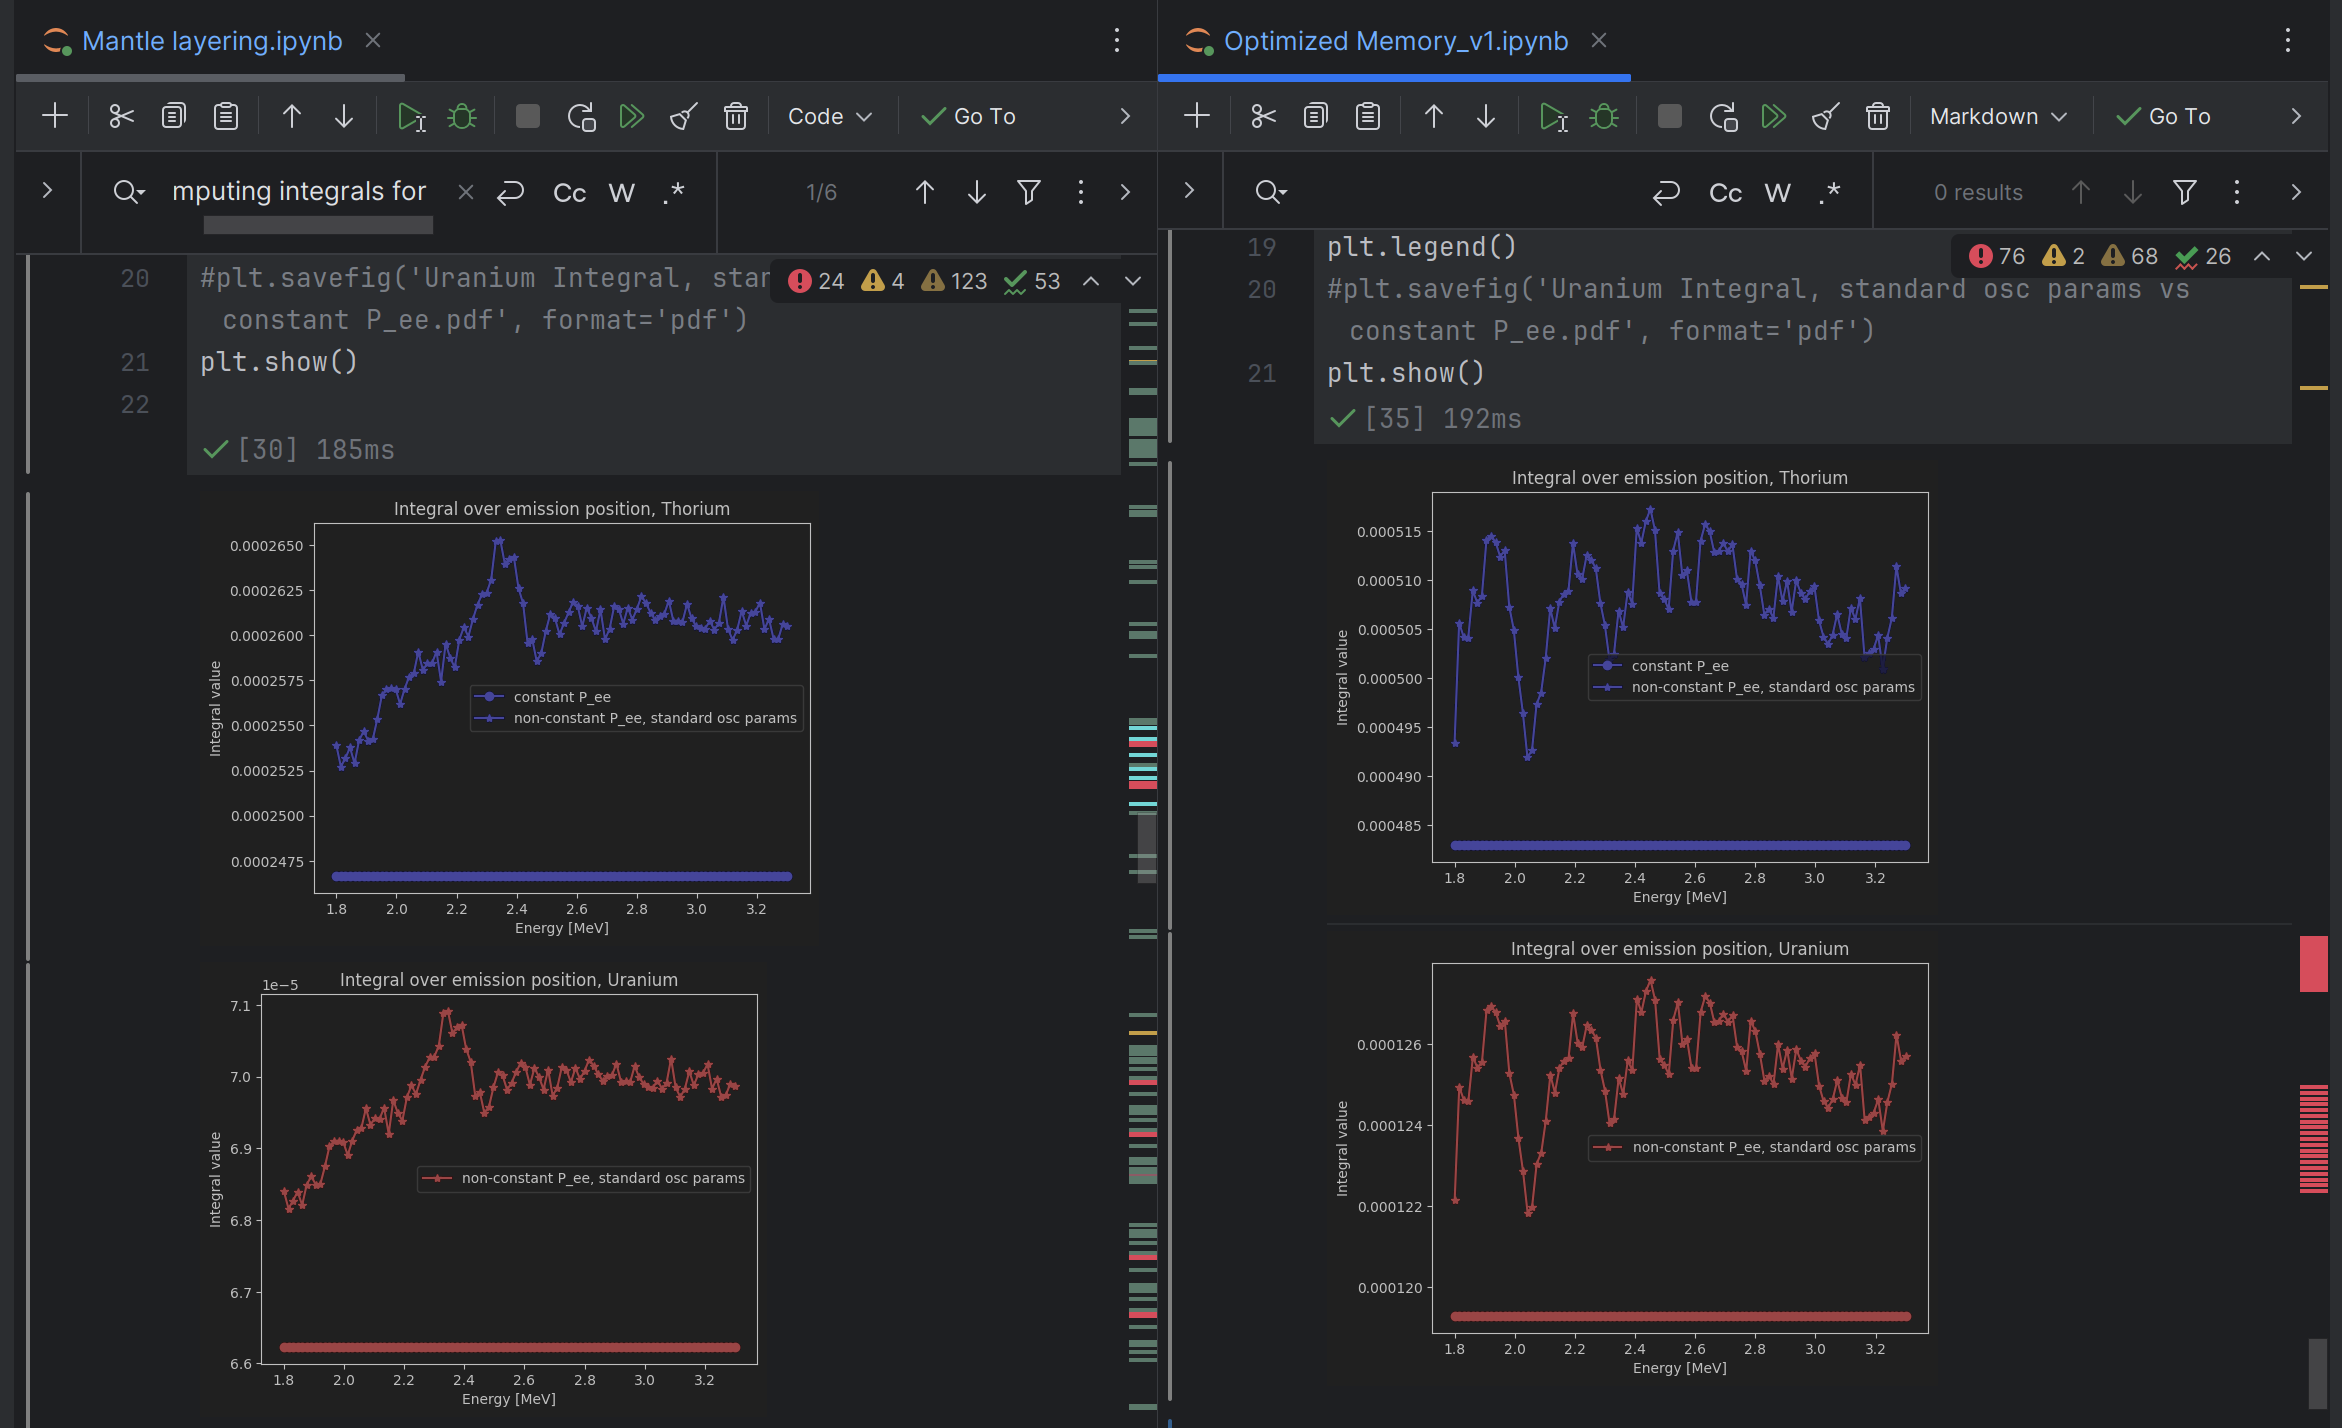 Mantle layering.ipynb
Code
Go To
mputing integrals for
Cc
W
.*
1/6
24
4
123
53
20
#plt.savefig('Uranium Integral, star
constant P_ee.pdf', format='pdf')
21
plt.show()
22
[30] 185ms
Integral over emission position, Thorium
0.0002650
0.0002625
0.0002600
0.0002575
0.0002550
0.0002525
0.0002500
0.0002475
Integral value
constant P_ee
non-constant P_ee, standard osc params
1.8 2.0 2.2 2.4 2.6 2.8 3.0 3.2
Energy [MeV]
Integral over emission position, Uranium
1e−5
7.1
7.0
6.9
6.8
6.7
6.6
Integral value
non-constant P_ee, standard osc params
1.8 2.0 2.2 2.4 2.6 2.8 3.0 3.2
Energy [MeV]
Optimized Memory_v1.ipynb
Markdown
Go To
Cc
W
.*
0 results
19
plt.legend()
76
2
68
26
20
#plt.savefig('Uranium Integral, standard osc params vs
constant P_ee.pdf', format='pdf')
21
plt.show()
[35] 192ms
Integral over emission position, Thorium
0.000515
0.000510
0.000505
0.000500
0.000495
0.000490
0.000485
Integral value
constant P_ee
non-constant P_ee, standard osc params
1.8 2.0 2.2 2.4 2.6 2.8 3.0 3.2
Energy [MeV]
Integral over emission position, Uranium
0.000126
0.000124
0.000122
0.000120
Integral value
non-constant P_ee, standard osc params
1.8 2.0 2.2 2.4 2.6 2.8 3.0 3.2
Energy [MeV]